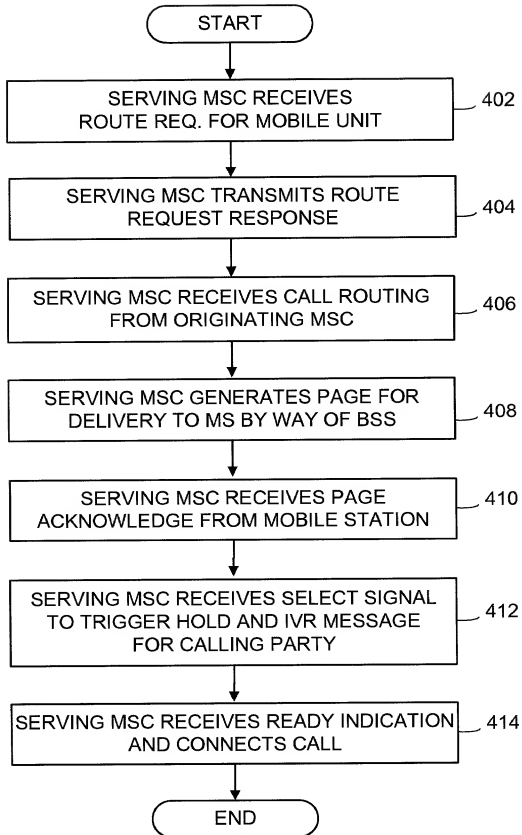 START
SERVING MSC RECEIVES
ROUTE REQ. FOR MOBILE UNIT
402
SERVING MSC TRANSMITS ROUTE
REQUEST RESPONSE
404
SERVING MSC RECEIVES CALL ROUTING
FROM ORIGINATING MSC
406
SERVING MSC GENERATES PAGE FOR
DELIVERY TO MS BY WAY OF BSS
408
SERVING MSC RECEIVES PAGE
ACKNOWLEDGE FROM MOBILE STATION
410
SERVING MSC RECEIVES SELECT SIGNAL
TO TRIGGER HOLD AND IVR MESSAGE
FOR CALLING PARTY
412
SERVING MSC RECEIVES READY INDICATION
AND CONNECTS CALL
414
END